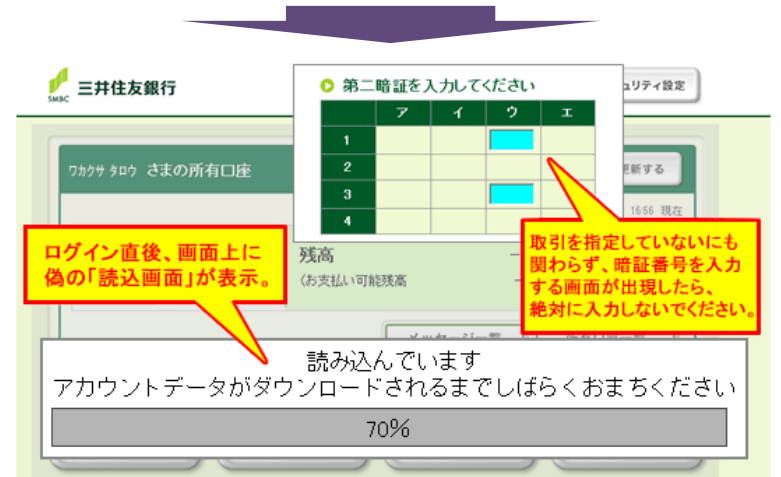 SMBC 三井住友銀行
第二暗証を入力してください
ュリティ設定
ア イ ウ エ
1
2
3
4
ワカクサ タロウ さまの所有口座
更新する
16:56 現在
ログイン直後、画面上に
偽の「読込画面」が表示。
残高
(お支払い可能残高
取引を指定していないにも
関わらず、暗証番号を入力
する画面が出現したら、
絶対に入力しないでください。
読み込んでいます
アカウントデータがダウンロードされるまでしばらくおまちください
70%